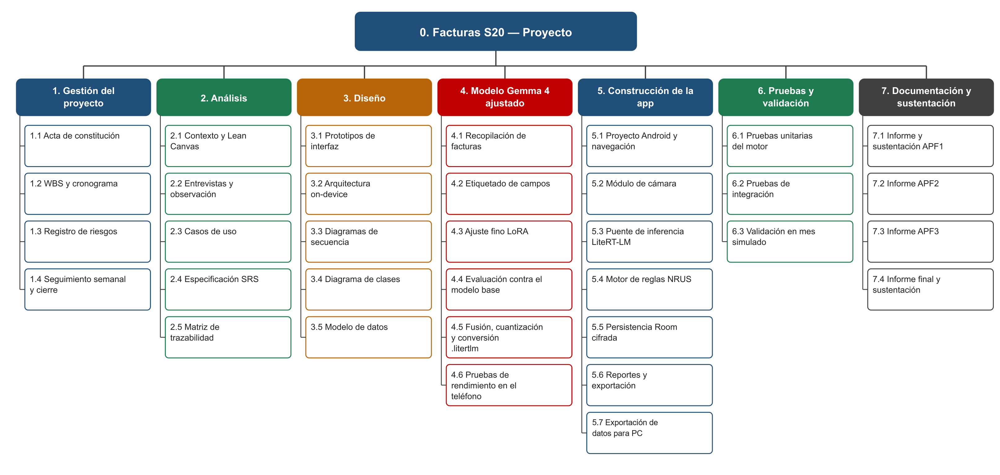 0. Facturas S20 — Proyecto
1. Gestión del
proyecto
1.1 Acta de constitución
1.2 WBS y cronograma
1.3 Registro de riesgos
1.4 Seguimiento semanal
y cierre
2. Análisis
2.1 Contexto y Lean
Canvas
2.2 Entrevistas y
observación
2.3 Casos de uso
2.4 Especificación SRS
2.5 Matriz de
trazabilidad
3. Diseño
3.1 Prototipos de
interfaz
3.2 Arquitectura
on-device
3.3 Diagramas de
secuencia
3.4 Diagrama de clases
3.5 Modelo de datos
4. Modelo Gemma 4
ajustado
4.1 Recopilación de
facturas
4.2 Etiquetado de campos
4.3 Ajuste fino LoRA
4.4 Evaluación contra el
modelo base
4.5 Fusión, cuantización
y conversión
.litertlm
4.6 Pruebas de
rendimiento en el
teléfono
5. Construcción de la
app
5.1 Proyecto Android y
navegación
5.2 Módulo de cámara
5.3 Puente de inferencia
LiteRT-LM
5.4 Motor de reglas NRUS
5.5 Persistencia Room
cifrada
5.6 Reportes y
exportación
5.7 Exportación de
datos para PC
6. Pruebas y
validación
6.1 Pruebas unitarias
del motor
6.2 Pruebas de
integración
6.3 Validación en mes
simulado
7. Documentación y
sustentación
7.1 Informe y
sustentación APF1
7.2 Informe APF2
7.3 Informe APF3
7.4 Informe final y
sustentación